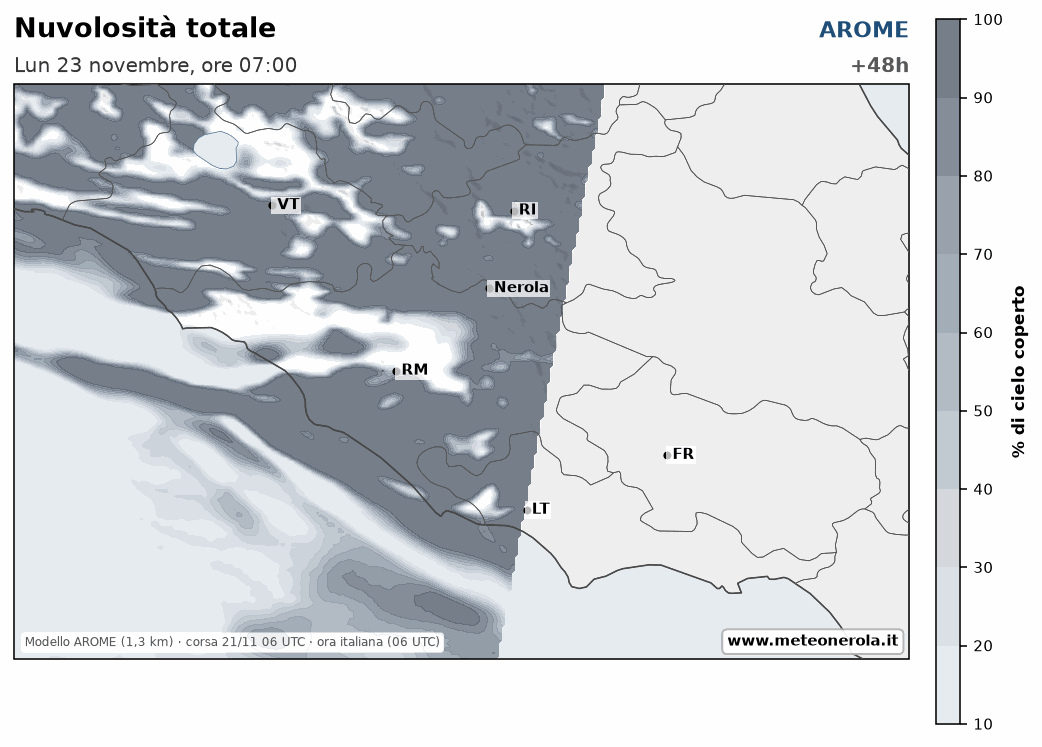 Nuvolosità totale
AROME
Lun 23 novembre, ore 07:00
+48h
VT
RI
Nerola
RM
FR
LT
Modello AROME (1,3 km) · corsa 21/11 06 UTC · ora italiana (06 UTC)
www.meteonerola.it
100
90
80
70
60
50
40
30
20
10
% di cielo coperto